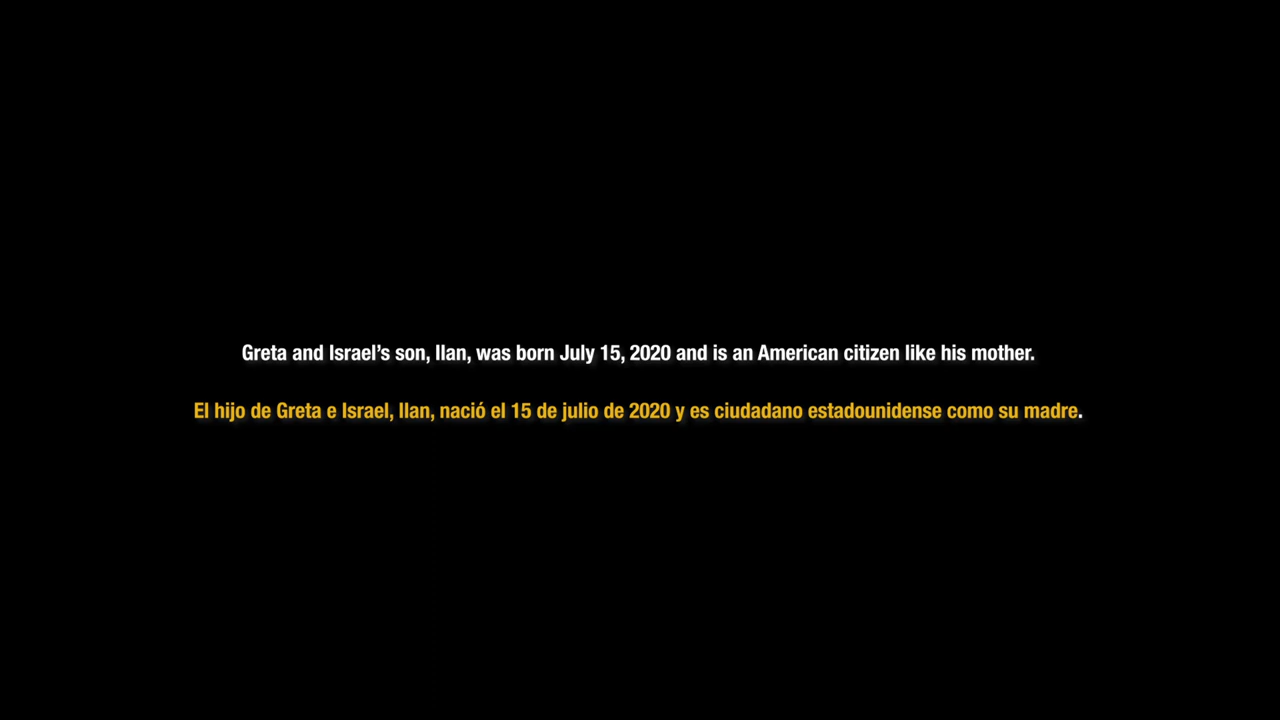 Greta and Israel’s son, Ilan, was born July 15, 2020 and is an American citizen like his mother.
El hijo de Greta e Israel, Ilan, nació el 15 de julio de 2020 y es ciudadano estadounidense como su madre.